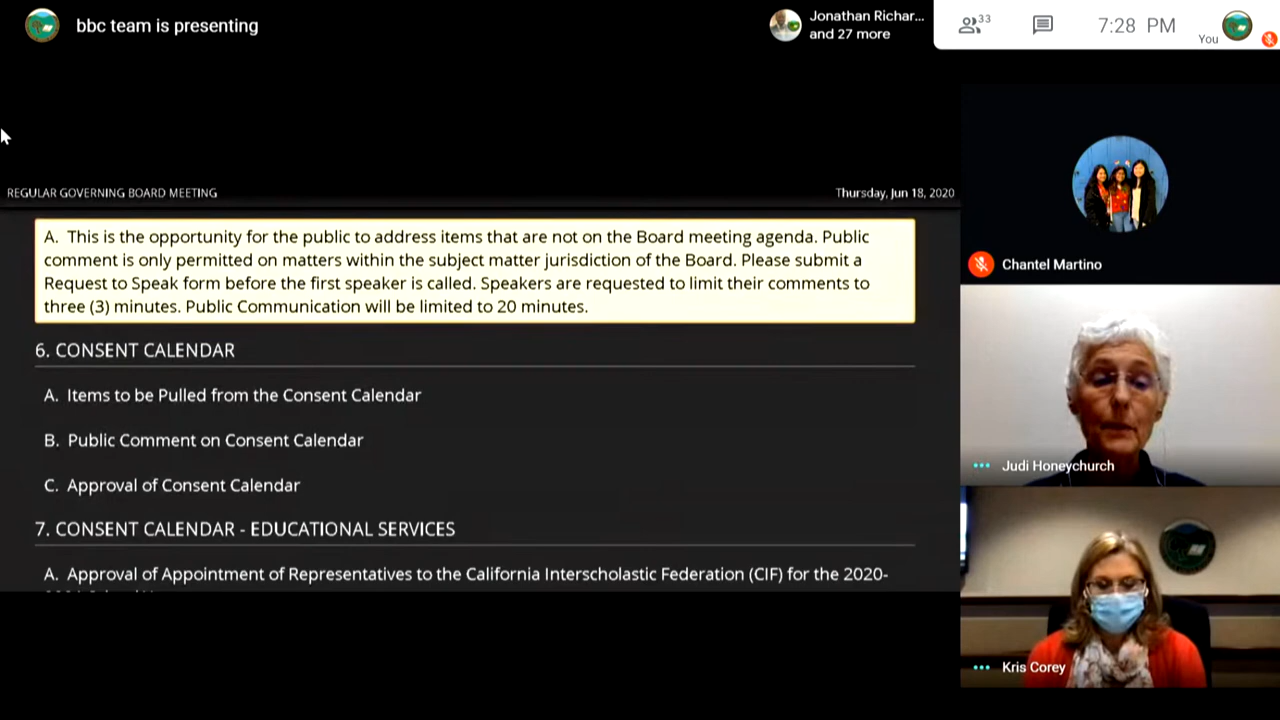 bbc team is presenting
Jonathan Richar...
and 27 more
33
7:28 PM
You
REGULAR GOVERNING BOARD MEETING
Thursday, Jun 18, 2020
A. This is the opportunity for the public to address items that are not on the Board meeting agenda. Public
comment is only permitted on matters within the subject matter jurisdiction of the Board. Please submit a
Request to Speak form before the first speaker is called. Speakers are requested to limit their comments to
three (3) minutes. Public Communication will be limited to 20 minutes.
6. CONSENT CALENDAR
A. Items to be Pulled from the Consent Calendar
B. Public Comment on Consent Calendar
C. Approval of Consent Calendar
7. CONSENT CALENDAR - EDUCATIONAL SERVICES
A. Approval of Appointment of Representatives to the California Interscholastic Federation (CIF) for the 2020-
Chantel Martino
Judi Honeychurch
Kris Corey